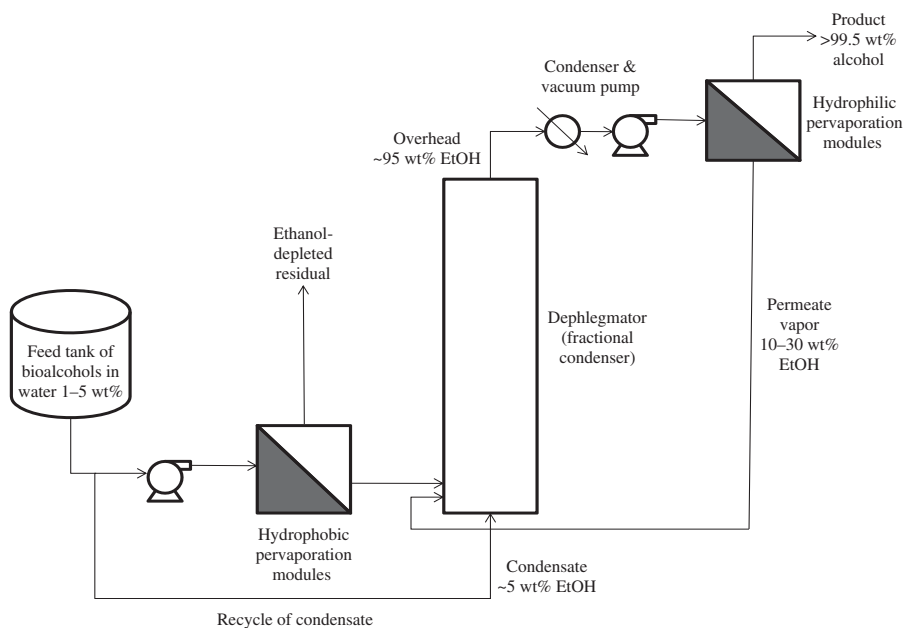 Product
>99.5 wt%
alcohol
Condenser &
vacuum pump
Hydrophilic
pervaporation
modules
Overhead
~95 wt% EtOH
Ethanol-
depleted
residual
Permeate
vapor
10–30 wt%
EtOH
Dephlegmator
(fractional
condenser)
Feed tank of
bioalcohols in
water 1–5 wt%
Hydrophobic
pervaporation
modules
Condensate
~5 wt% EtOH
Recycle of condensate